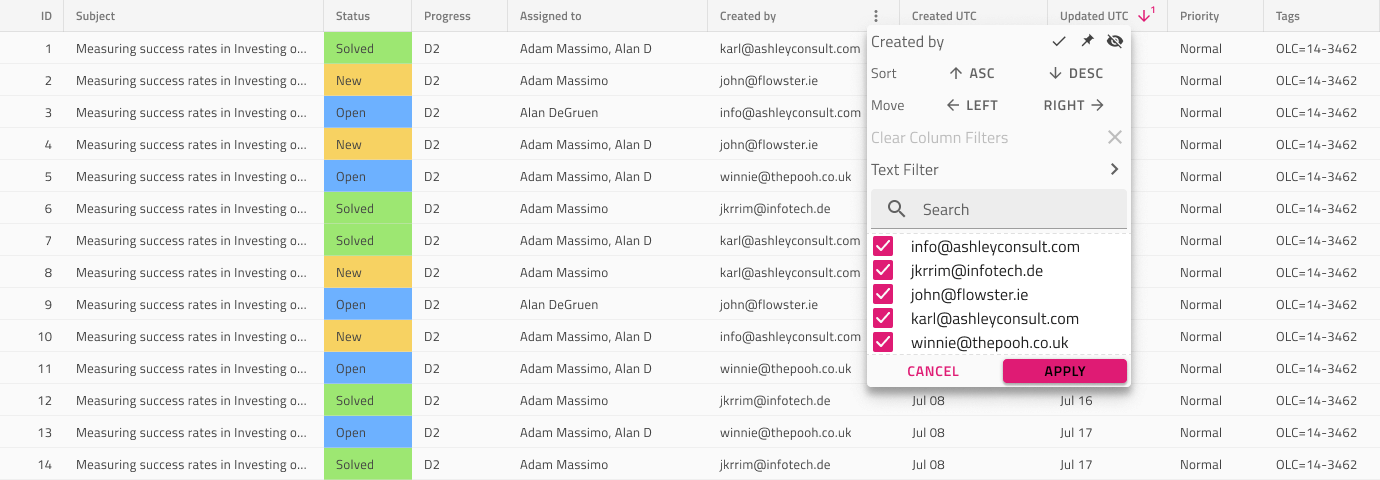 ID Subject Status Progress Assigned to Created by Created UTC Updated UTC 1 Priority Tags
1 Measuring success rates in Investing o... Solved D2 Adam Massimo, Alan D karl@ashleyconsult.com Normal OLC=14-3462
2 Measuring success rates in Investing o... New D2 Adam Massimo john@flowster.ie Normal OLC=14-3462
3 Measuring success rates in Investing o... Open D2 Alan DeGruen info@ashleyconsult.com Normal OLC=14-3462
4 Measuring success rates in Investing o... New D2 Adam Massimo, Alan D john@flowster.ie Normal OLC=14-3462
5 Measuring success rates in Investing o... Open D2 Adam Massimo, Alan D winnie@thepooh.co.uk Normal OLC=14-3462
6 Measuring success rates in Investing o... Solved D2 Adam Massimo jkrrim@infotech.de Normal OLC=14-3462
7 Measuring success rates in Investing o... Solved D2 Adam Massimo, Alan D karl@ashleyconsult.com Normal OLC=14-3462
8 Measuring success rates in Investing o... New D2 Adam Massimo karl@ashleyconsult.com Normal OLC=14-3462
9 Measuring success rates in Investing o... Open D2 Alan DeGruen john@flowster.ie Normal OLC=14-3462
10 Measuring success rates in Investing o... New D2 Adam Massimo, Alan D info@ashleyconsult.com Normal OLC=14-3462
11 Measuring success rates in Investing o... Open D2 Adam Massimo, Alan D winnie@thepooh.co.uk Normal OLC=14-3462
12 Measuring success rates in Investing o... Solved D2 Adam Massimo jkrrim@infotech.de Jul 08 Jul 16 Normal OLC=14-3462
13 Measuring success rates in Investing o... Open D2 Adam Massimo, Alan D winnie@thepooh.co.uk Jul 08 Jul 17 Normal OLC=14-3462
14 Measuring success rates in Investing o... Solved D2 Adam Massimo jkrrim@infotech.de Jul 08 Jul 17 Normal OLC=14-3462
Created by
Sort ASC DESC
Move LEFT RIGHT
Clear Column Filters
Text Filter
Search
info@ashleyconsult.com
jkrrim@infotech.de
john@flowster.ie
karl@ashleyconsult.com
winnie@thepooh.co.uk
CANCEL APPLY